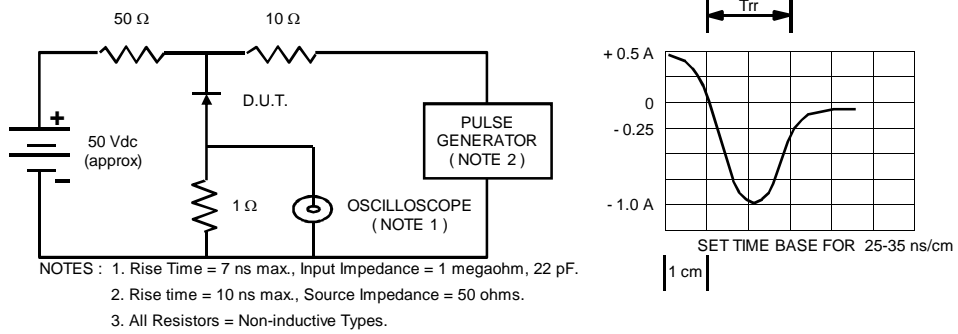 50 Ω
10 Ω
D.U.T.
+
50 Vdc
(approx)
-
1 Ω
OSCILLOSCOPE
( NOTE 1 )
PULSE
GENERATOR
( NOTE 2 )
Trr
+ 0.5 A
0
- 0.25
- 1.0 A
SET TIME BASE FOR 25-35 ns/cm
1 cm
NOTES : 1. Rise Time = 7 ns max., Input Impedance = 1 megaohm, 22 pF.
2. Rise time = 10 ns max., Source Impedance = 50 ohms.
3. All Resistors = Non-inductive Types.